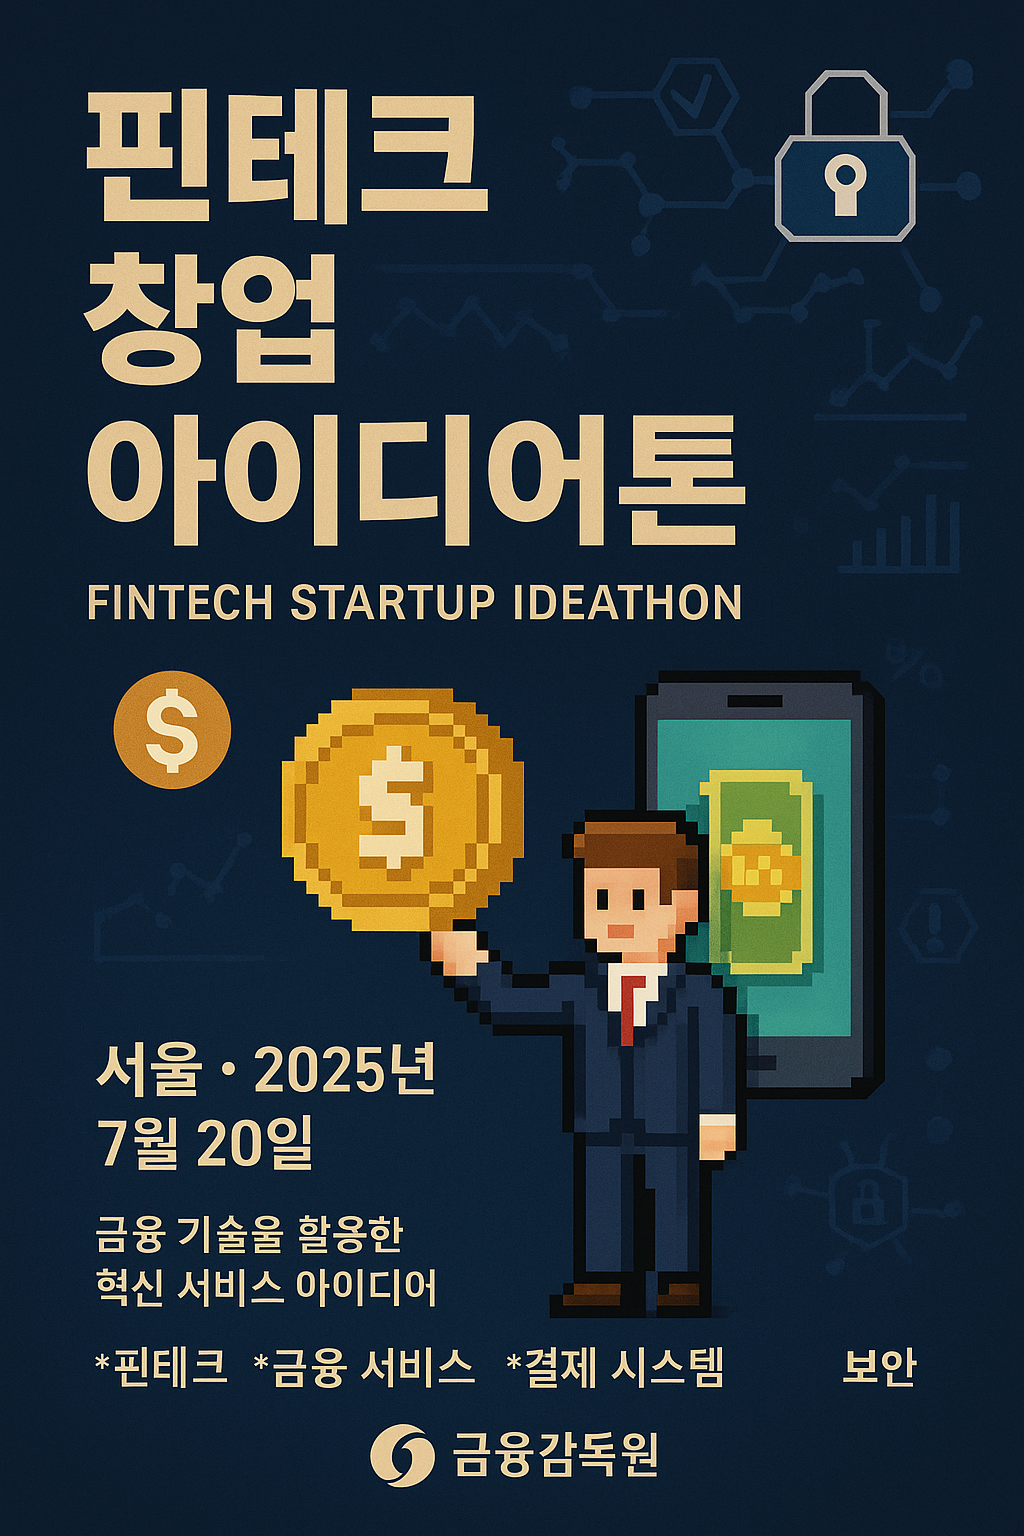 핀테크
창업
아이디어톤
FINTECH STARTUP IDEATHON
$
$
서울 · 2025년
7월 20일
금융 기술울 활용한
혁신 서비스 아이디어
*핀테크 *금융 서비스 *결제 시스템 보안
금융감독원